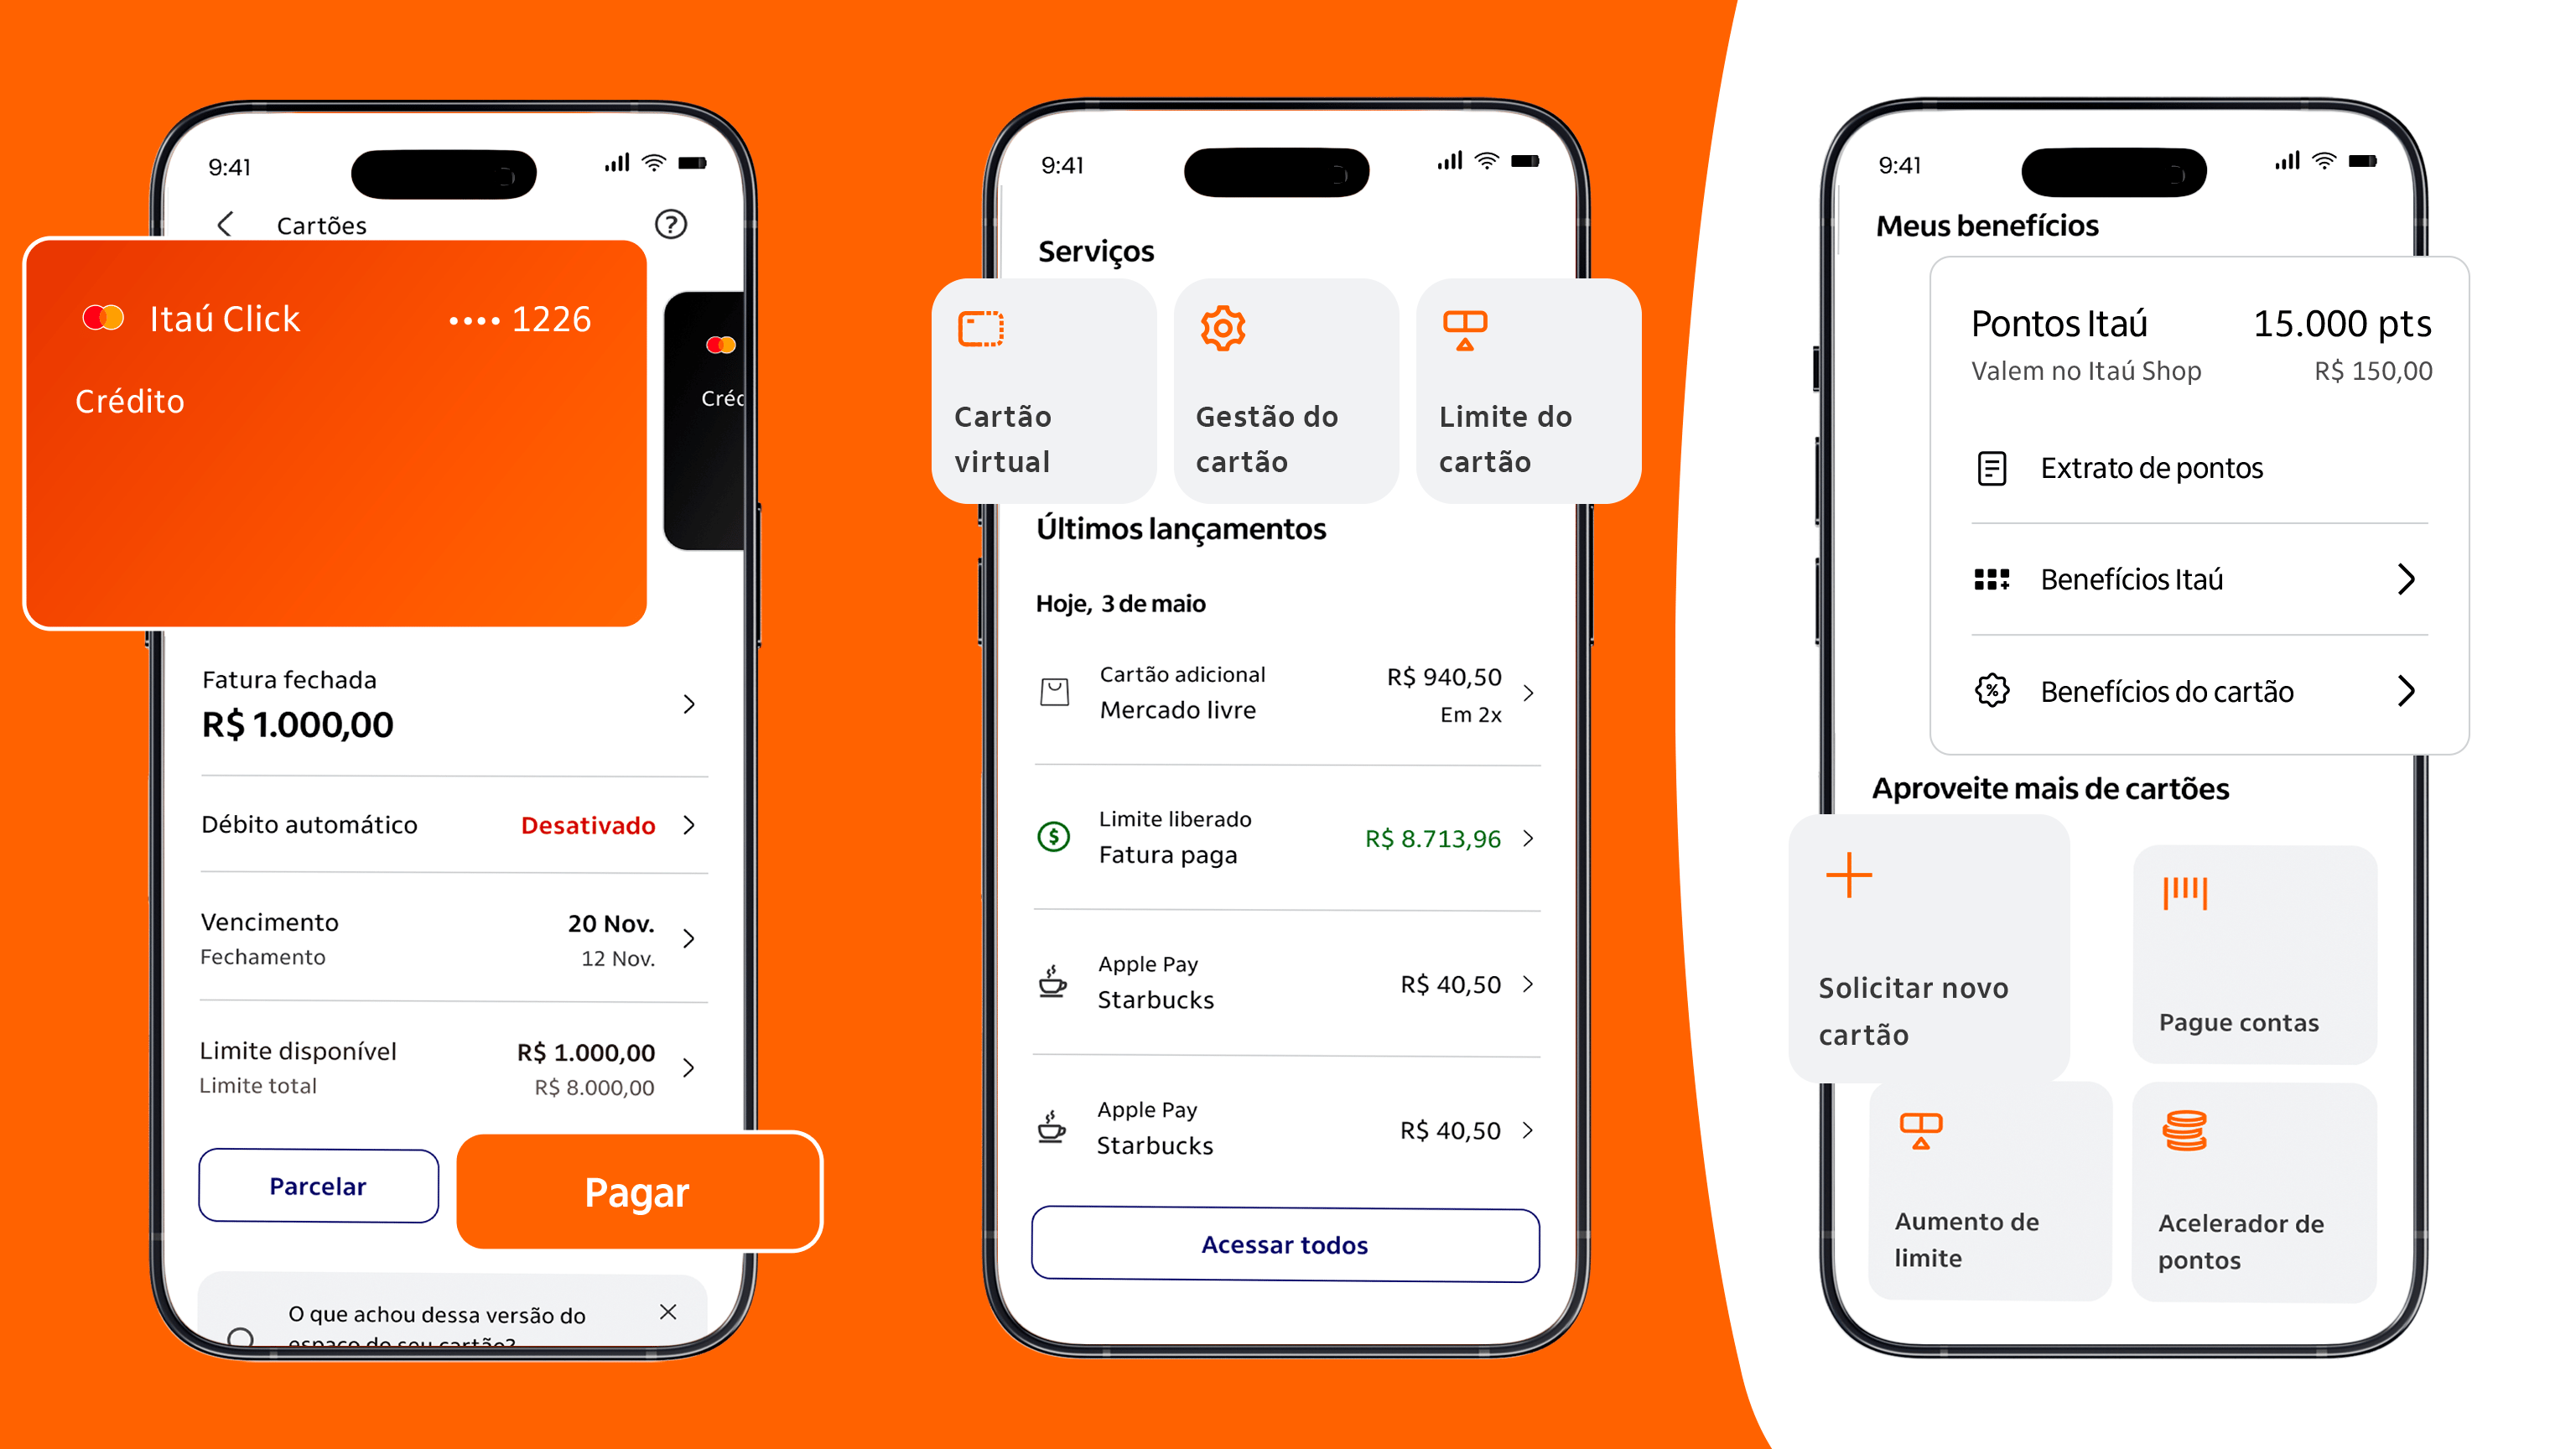 9:41
Cartões
?
Itaú Click •••• 1226
Crédito
Créd
Fatura fechada
R$ 1.000,00
Débito automático Desativado
Vencimento 20 Nov.
Fechamento 12 Nov.
Limite disponível R$ 1.000,00
Limite total R$ 8.000,00
Parcelar
Pagar
O que achou dessa versão do
espaço do seu cartão?
9:41
Serviços
Cartão
virtual
Gestão do
cartão
Limite do
cartão
Últimos lançamentos
Hoje, 3 de maio
Cartão adicional R$ 940,50
Mercado livre Em 2x
Limite liberado
Fatura paga R$ 8.713,96
Apple Pay
Starbucks R$ 40,50
Apple Pay
Starbucks R$ 40,50
Acessar todos
9:41
Meus benefícios
Pontos Itaú 15.000 pts
Valem no Itaú Shop R$ 150,00
Extrato de pontos
Benefícios Itaú
Benefícios do cartão
Aproveite mais de cartões
Solicitar novo
cartão
Pague contas
Aumento de
limite
Acelerador de
pontos